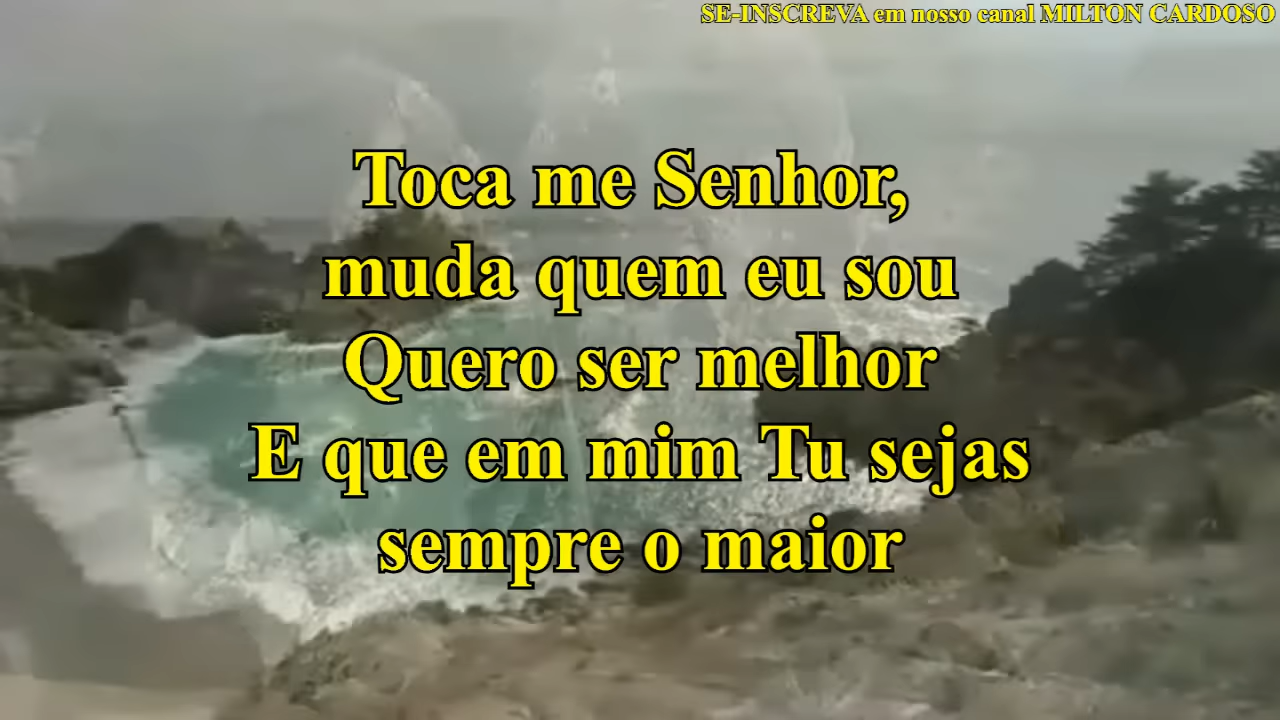 SE-INSCREVA em nosso canal MILTON CARDOSO
Toca me Senhor,
muda quem eu sou
Quero ser melhor
E que em mim Tu sejas
sempre o maior